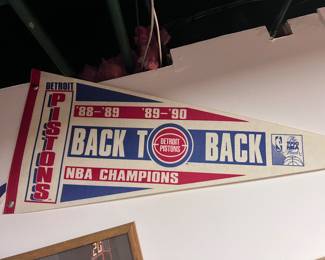 DETROIT
PISTONS
'88-'89 '89-'90
BACK TO BACK
DETROIT
PISTONS
NBA CHAMPIONS